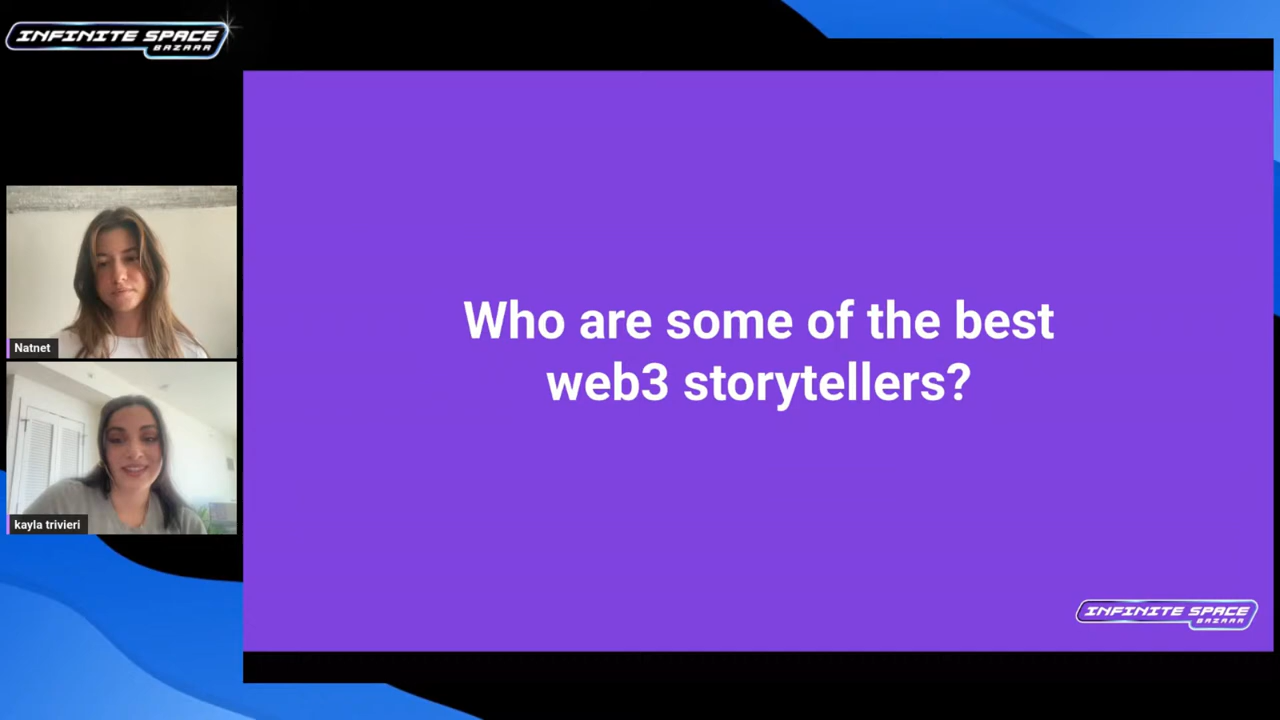 INFINITE SPACE
BAZAAR
Natnet
kayla trivieri
Who are some of the best
web3 storytellers?
INFINITE SPACE
BAZAAR